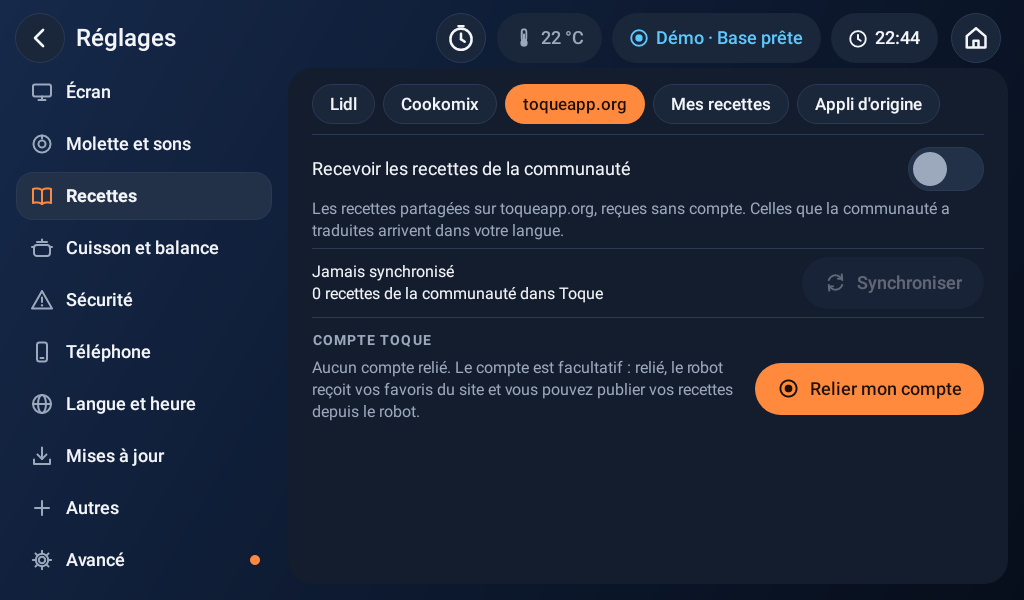 Réglages
22 °C
Démo · Base prête
22:44
Écran
Molette et sons
Recettes
Cuisson et balance
Sécurité
Téléphone
Langue et heure
Mises à jour
Autres
Avancé
Lidl
Cookomix
toqueapp.org
Mes recettes
Appli d'origine
Recevoir les recettes de la communauté
Les recettes partagées sur toqueapp.org, reçues sans compte. Celles que la communauté a
traduites arrivent dans votre langue.
Jamais synchronisé
0 recettes de la communauté dans Toque
Synchroniser
COMPTE TOQUE
Aucun compte relié. Le compte est facultatif : relié, le robot
reçoit vos favoris du site et vous pouvez publier vos recettes
depuis le robot.
Relier mon compte